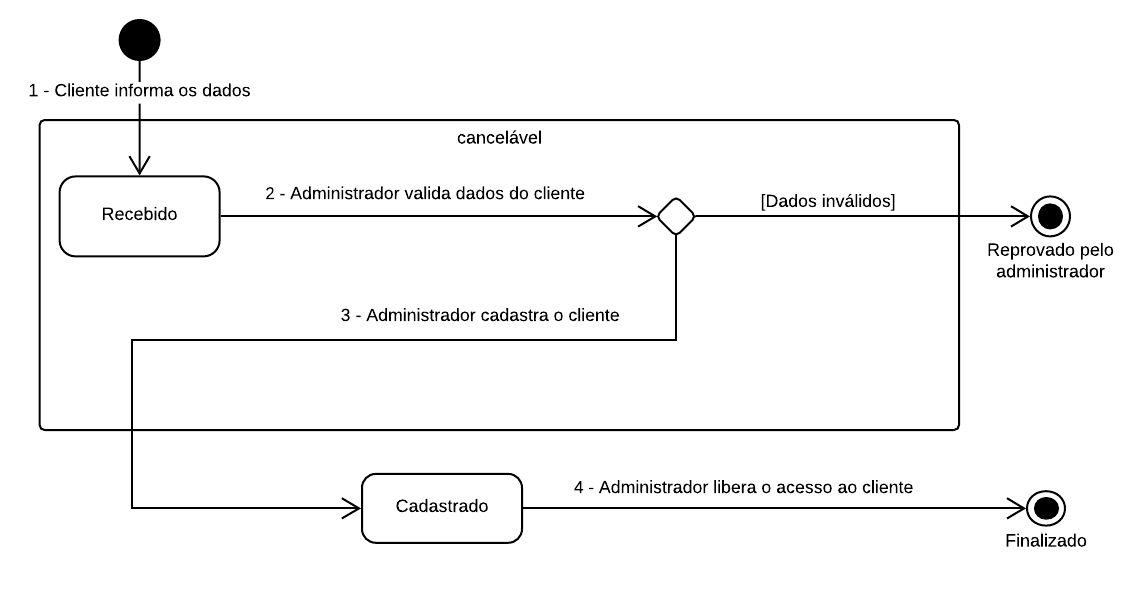 1 - Cliente informa os dados
cancelável
Recebido
2 - Administrador valida dados do cliente
[Dados inválidos]
Reprovado pelo
administrador
3 - Administrador cadastra o cliente
Cadastrado
4 - Administrador libera o acesso ao cliente
Finalizado